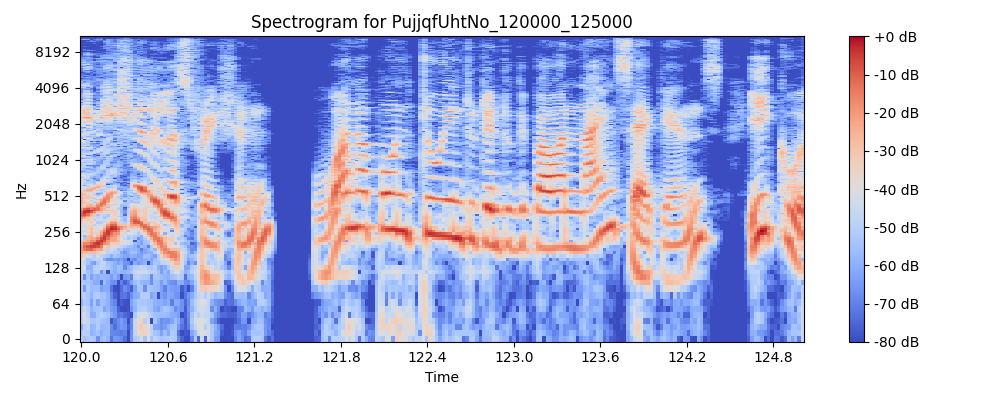 Spectrogram for PujjqfUhtNo_120000_125000
+0 dB
8192
-10 dB
4096
-20 dB
2048
-30 dB
1024
-40 dB
Hz
512
-50 dB
256
-60 dB
128
64
-70 dB
0
-80 dB
120.0 120.6 121.2 121.8 122.4 123.0 123.6 124.2 124.8
Time